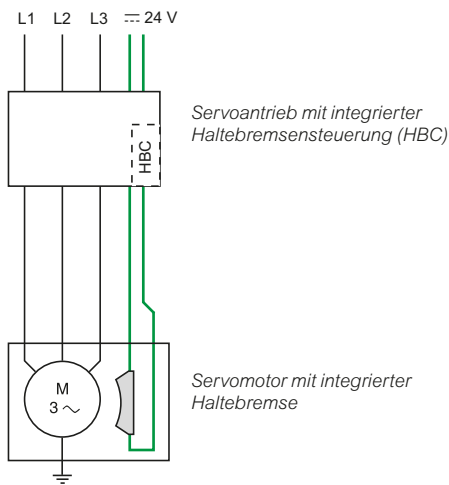 L1 L2 L3 ⎓ 24 V
HBC
Servoantrieb mit integrierter
Haltebremsensteuerung (HBC)
M
3 ~
Servomotor mit integrierter
Haltebremse